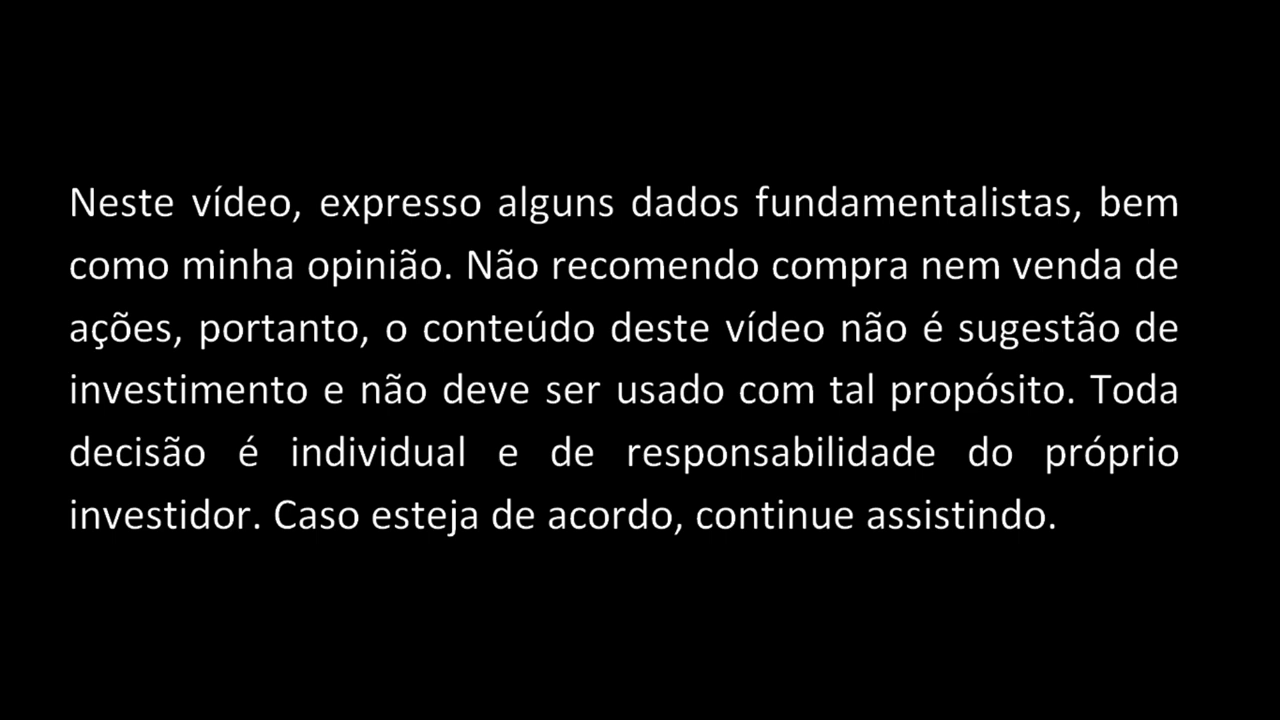 Neste vídeo, expresso alguns dados fundamentalistas, bem
como minha opinião. Não recomendo compra nem venda de
ações, portanto, o conteúdo deste vídeo não é sugestão de
investimento e não deve ser usado com tal propósito. Toda
decisão é individual e de responsabilidade do próprio
investidor. Caso esteja de acordo, continue assistindo.